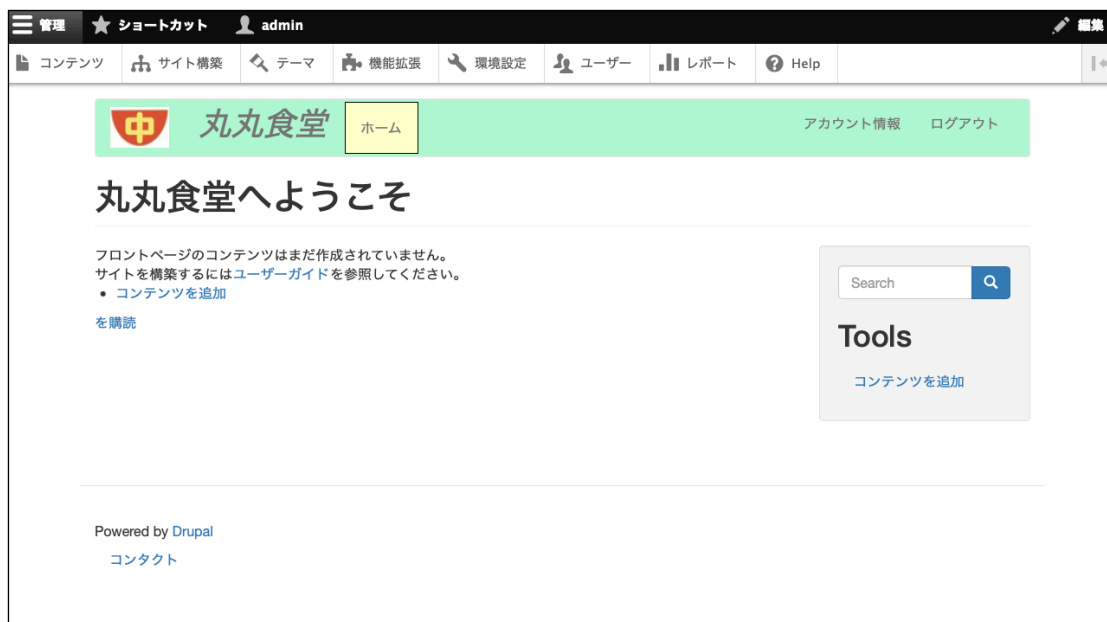 管理 ショートカット admin 編集
コンテンツ サイト構築 テーマ 機能拡張 環境設定 ユーザー レポート Help
中 丸丸食堂 ホーム アカウント情報 ログアウト
丸丸食堂へようこそ
フロントページのコンテンツはまだ作成されていません。
サイトを構築するにはユーザーガイドを参照してください。
• コンテンツを追加
を購読
Search
Tools
コンテンツを追加
Powered by Drupal
コンタクト